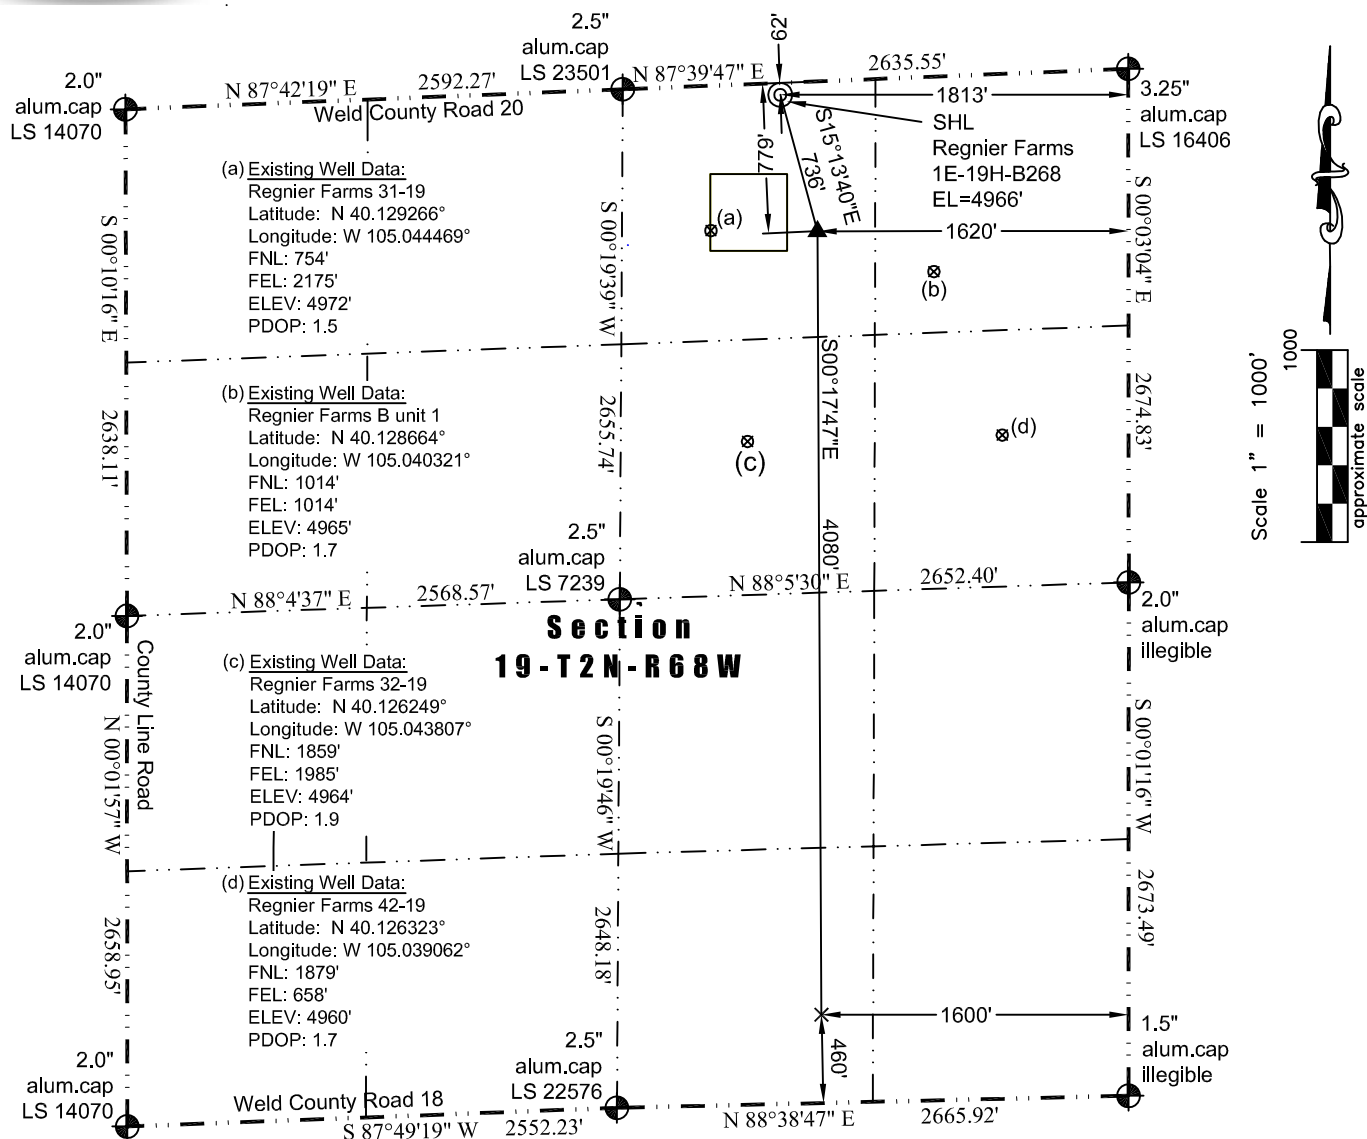 2.5"
alum.cap
LS 23501
62'
2635.55'
N 87°39'47" E
2.0"
alum.cap
LS 14070
N 87°42'19" E
2592.27'
Weld County Road 20
1813'
SHL
Regnier Farms
1E-19H-B268
EL=4966'
3.25"
alum.cap
LS 16406
779'
S15°13'40"E
736'
1620'
(a) Existing Well Data:
Regnier Farms 31-19
Latitude: N 40.129266°
Longitude: W 105.044469°
FNL: 754'
FEL: 2175'
ELEV: 4972'
PDOP: 1.5
S 00°10'16" E
S 00°19'39" W
(a)
(b)
S 00°03'04" E
(b) Existing Well Data:
Regnier Farms B unit 1
Latitude: N 40.128664°
Longitude: W 105.040321°
FNL: 1014'
FEL: 1014'
ELEV: 4965'
PDOP: 1.7
2638.11'
2655.74'
S00°17'47"E
4080'
(c)
(d)
2674.83'
Scale 1" = 1000'
1000
approximate scale
2.5"
alum.cap
LS 7239
N 88°4'37" E
2568.57'
N 88°5'30" E
2652.40'
2.0"
alum.cap
LS 14070
2.0"
alum.cap
illegible
Section
19-T2N-R68W
County Line Road
N 00°01'57" W
(c) Existing Well Data:
Regnier Farms 32-19
Latitude: N 40.126249°
Longitude: W 105.043807°
FNL: 1859'
FEL: 1985'
ELEV: 4964'
PDOP: 1.9
S 00°19'46" W
S 00°01'16" W
(d) Existing Well Data:
Regnier Farms 42-19
Latitude: N 40.126323°
Longitude: W 105.039062°
FNL: 1879'
FEL: 658'
ELEV: 4960'
PDOP: 1.7
2658.95'
2648.18'
2673.49'
1600'
460'
2.0"
alum.cap
LS 14070
2.5"
alum.cap
LS 22576
1.5"
alum.cap
illegible
Weld County Road 18
S 87°49'19" W
2552.23'
N 88°38'47" E
2665.92'